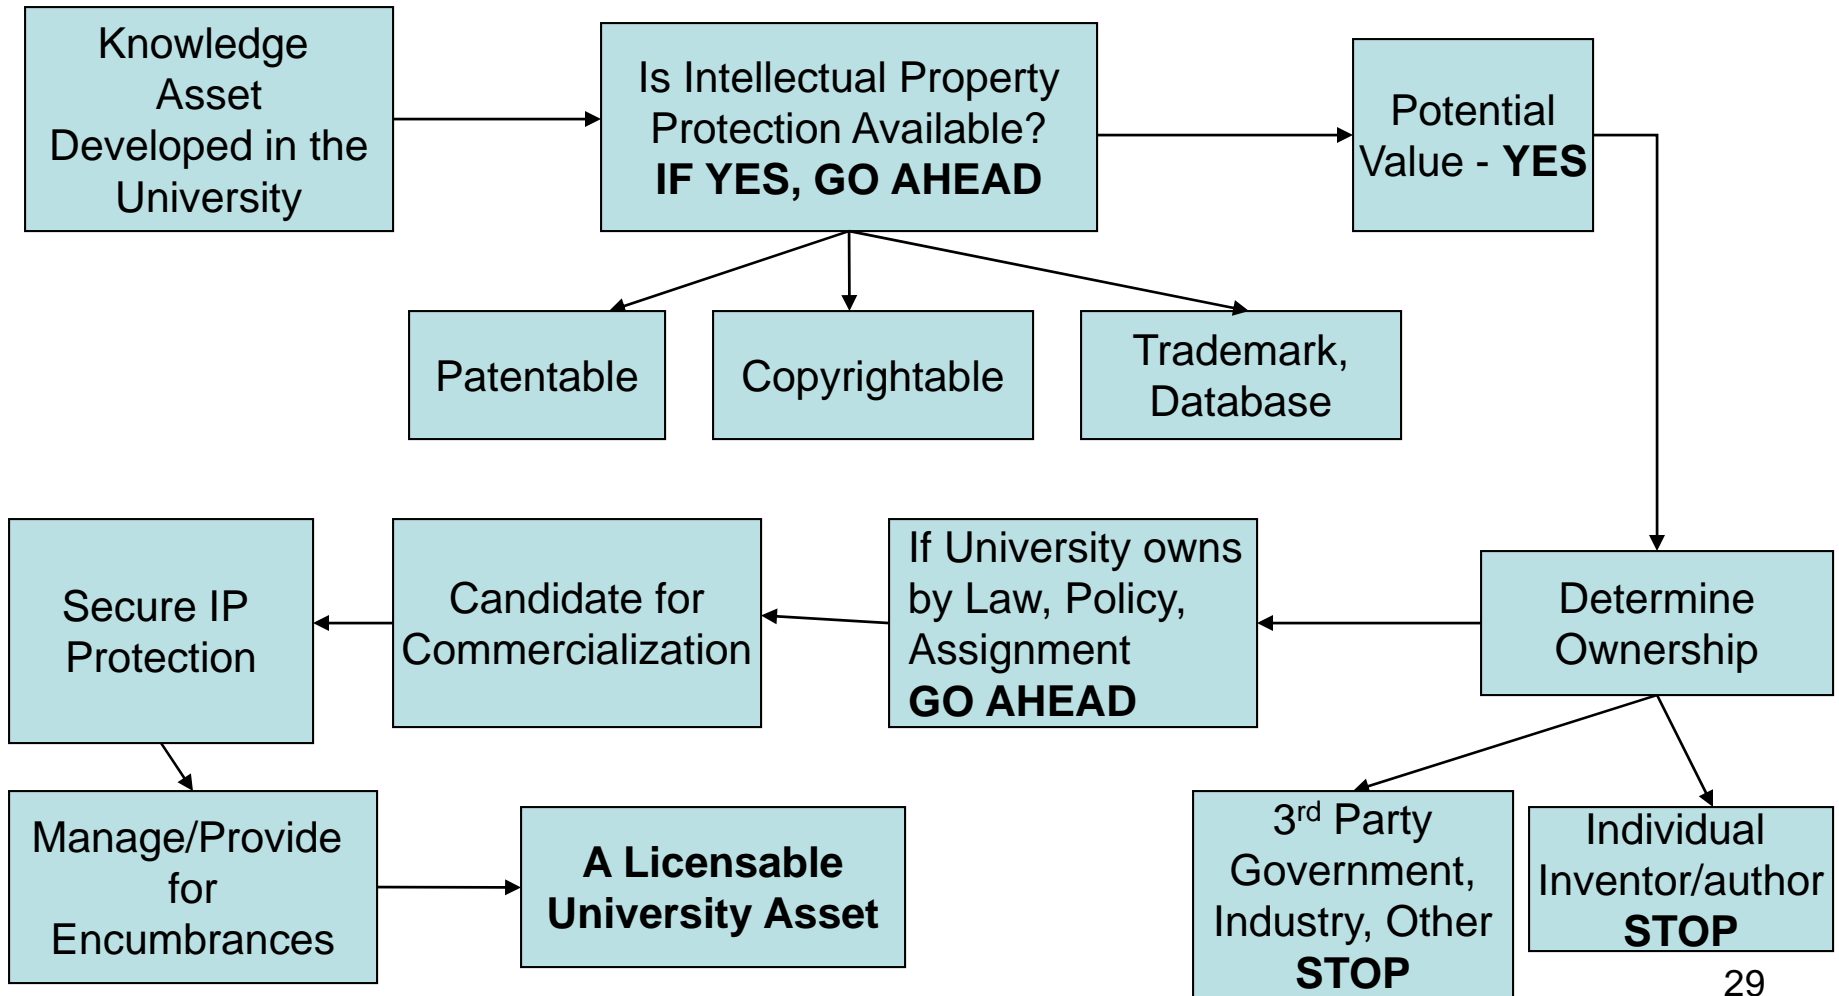 Knowledge
Asset
Developed in the
University
Is Intellectual Property
Protection Available?
IF YES, GO AHEAD
Potential
Value - YES
Patentable
Copyrightable
Trademark,
Database
Secure IP
Protection
Candidate for
Commercialization
If University owns
by Law, Policy,
Assignment
GO AHEAD
Determine
Ownership
Manage/Provide
for
Encumbrances
A Licensable
University Asset
3rd Party
Government,
Industry, Other
STOP
Individual
Inventor/author
STOP
29